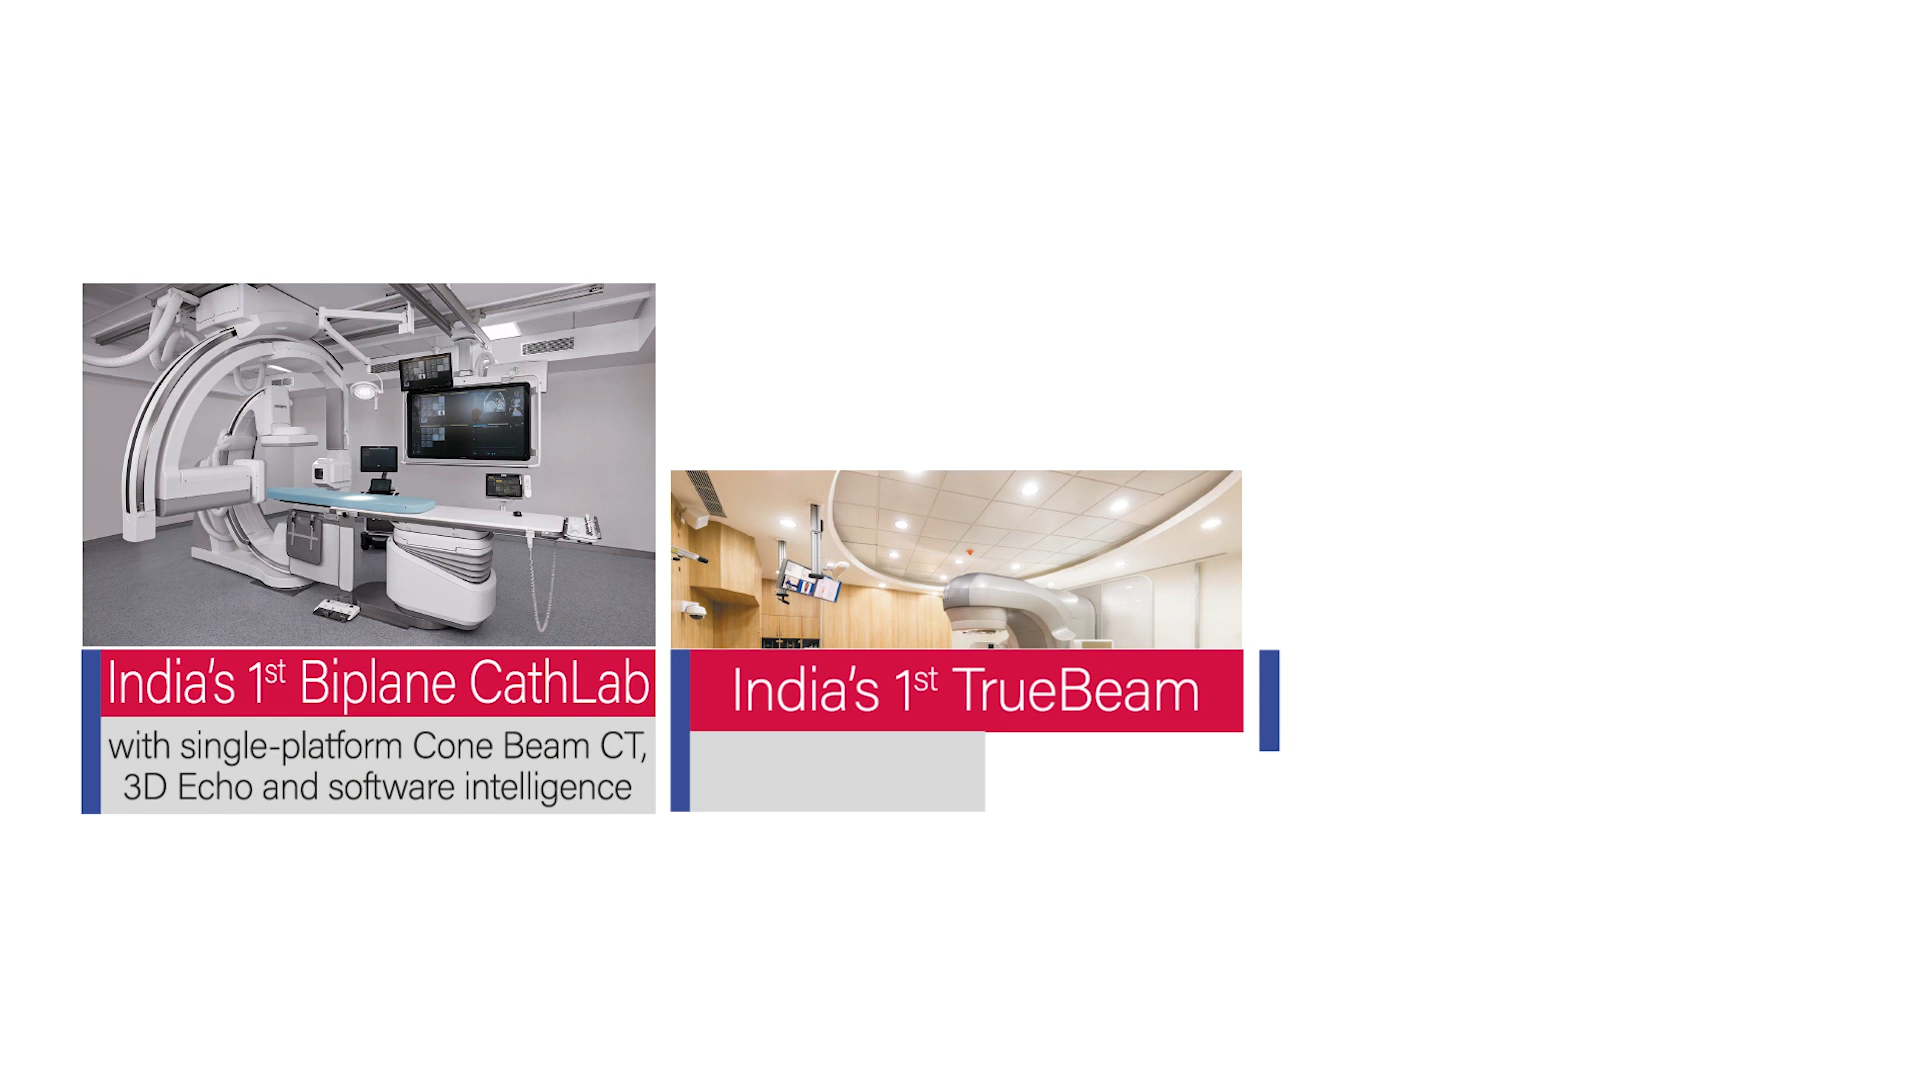 India's 1st Biplane CathLab
with single-platform Cone Beam CT,
3D Echo and software intelligence
India's 1st TrueBeam